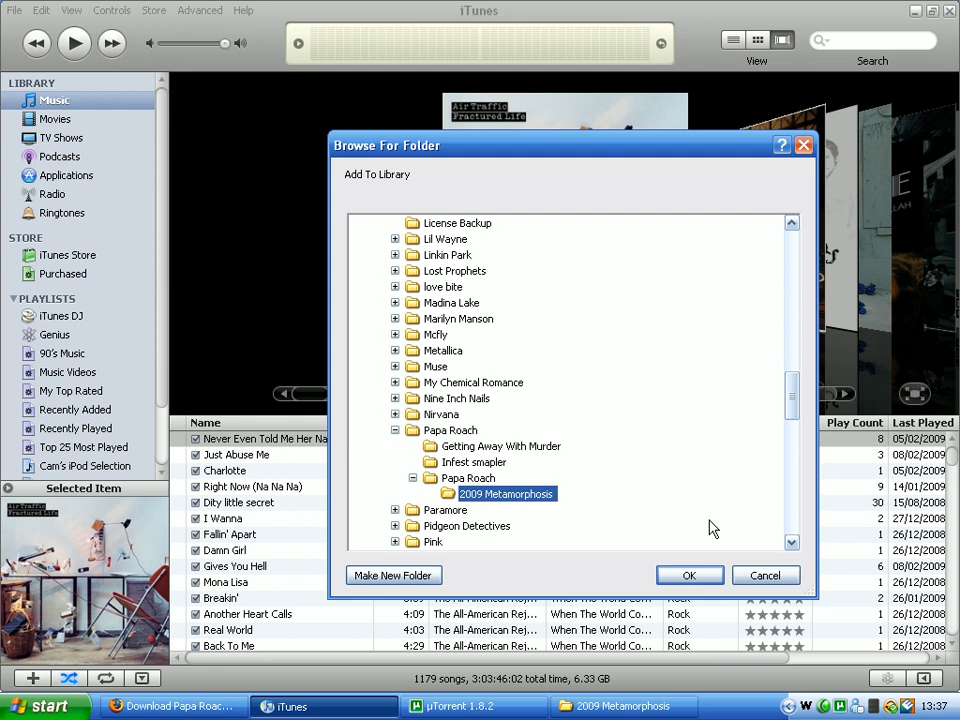 File Edit View Controls Store Advanced Help
iTunes
View
Search
LIBRARY
Music
Movies
TV Shows
Podcasts
Applications
Radio
Ringtones
STORE
iTunes Store
Purchased
PLAYLISTS
iTunes DJ
Genius
90's Music
Music Videos
My Top Rated
Recently Added
Recently Played
Top 25 Most Played
Cam's iPod Selection
Selected Item
Air Traffic
Fractured Life
Browse For Folder
Add To Library
License Backup
Lil Wayne
Linkin Park
Lost Prophets
love bite
Madina Lake
Marilyn Manson
Mcfly
Metallica
Muse
My Chemical Romance
Nine Inch Nails
Nirvana
Papa Roach
Getting Away With Murder
Infest smapler
Papa Roach
2009 Metamorphosis
Paramore
Pidgeon Detectives
Pink
Make New Folder
OK
Cancel
Name Play Count Last Played
Never Even Told Me Her Na 8 05/02/2009
Just Abuse Me 3 08/02/2009
Charlotte 1 05/02/2009
Right Now (Na Na Na) 9 14/01/2009
Dity little secret 30 15/08/2008
I Wanna 2 27/12/2008
Fallin' Apart 1 26/12/2008
Damn Girl 1 26/12/2008
Gives You Hell 6 08/02/2009
Mona Lisa 1 26/12/2008
Breakin' 2 26/01/2009
Another Heart Calls 4:09 The All-American Rej... When The World Co... Rock 1 26/12/2008
Real World 4:03 The All-American Rej... When The World Co... Rock 1 26/12/2008
Back To Me 4:29 The All-American Rej... When The World Co... Rock 1 26/12/2008
1179 songs, 3:03:46:02 total time, 6.33 GB
start
Download Papa Roac...
iTunes
µTorrent 1.8.2
2009 Metamorphosis
13:37